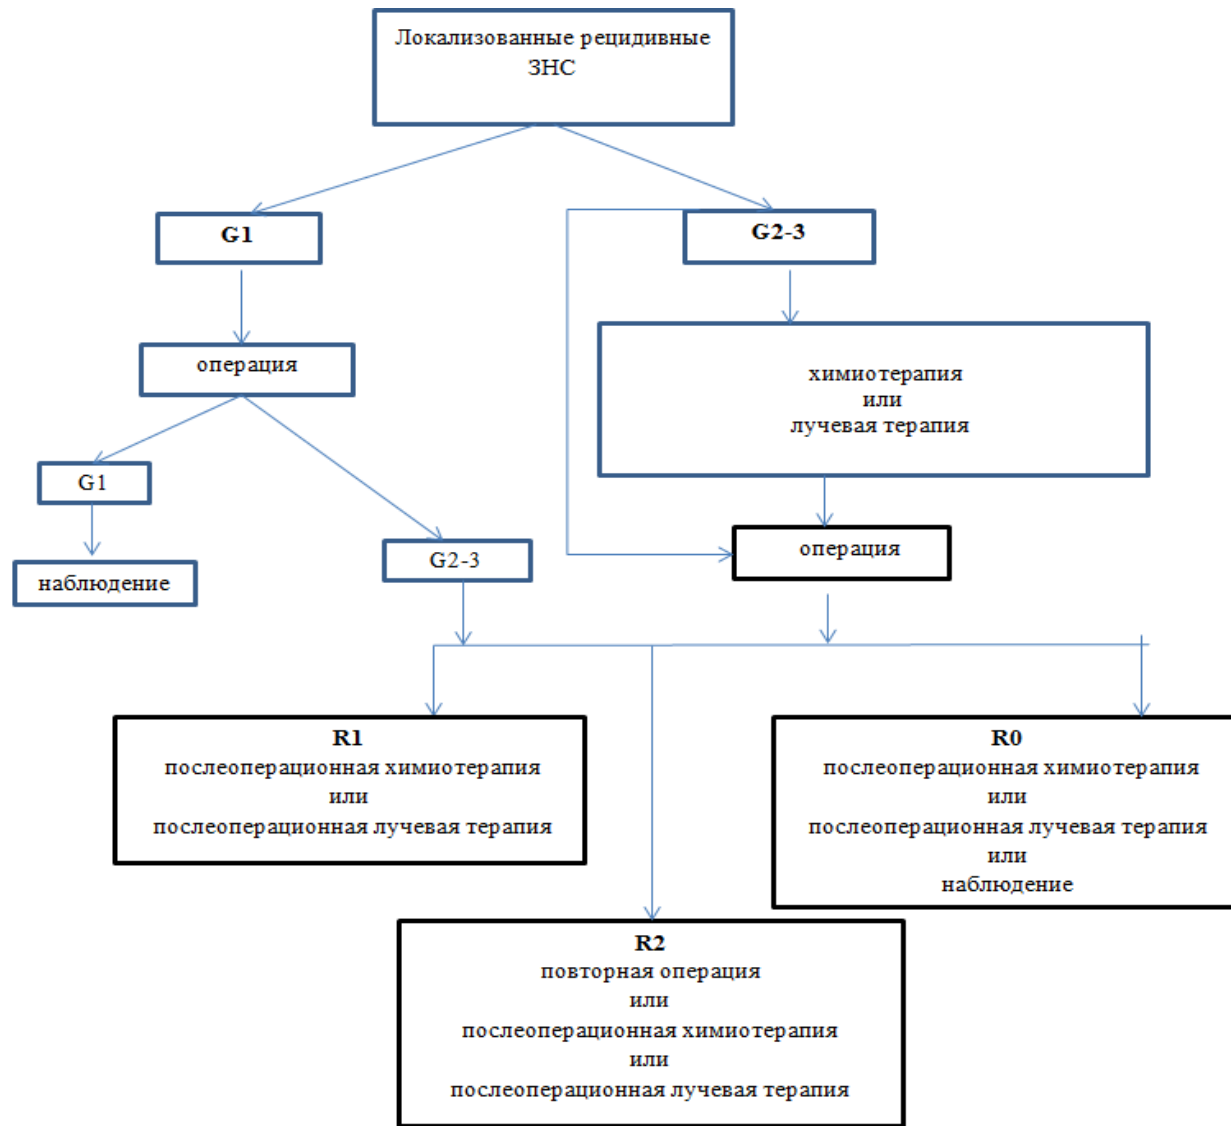 Локализованные рецидивные
ЗНС
G1
G2-3
операция
химиотерапия
или
лучевая терапия
G1
наблюдение
G2-3
операция
R1
послеоперационная химиотерапия
или
послеоперационная лучевая терапия
R0
послеоперационная химиотерапия
или
послеоперационная лучевая терапия
или
наблюдение
R2
повторная операция
или
послеоперационная химиотерапия
или
послеоперационная лучевая терапия